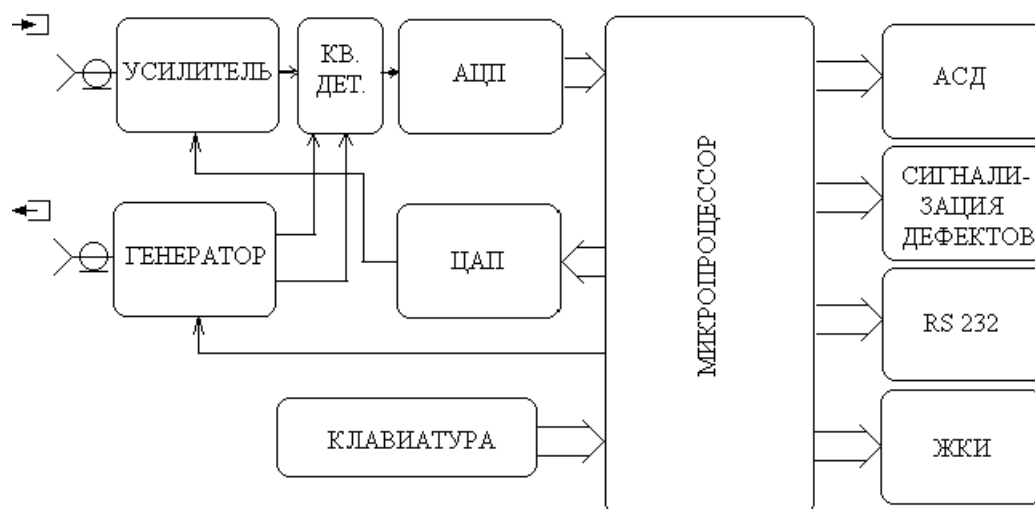 УСИЛИТЕЛЬ
КВ.
ДЕТ.
АЦП
МИКРОПРОЦЕССОР
АСД
СИГНАЛИ-
ЗАЦИЯ
ДЕФЕКТОВ
ГЕНЕРАТОР
ЦАП
RS 232
КЛАВИАТУРА
ЖКИ